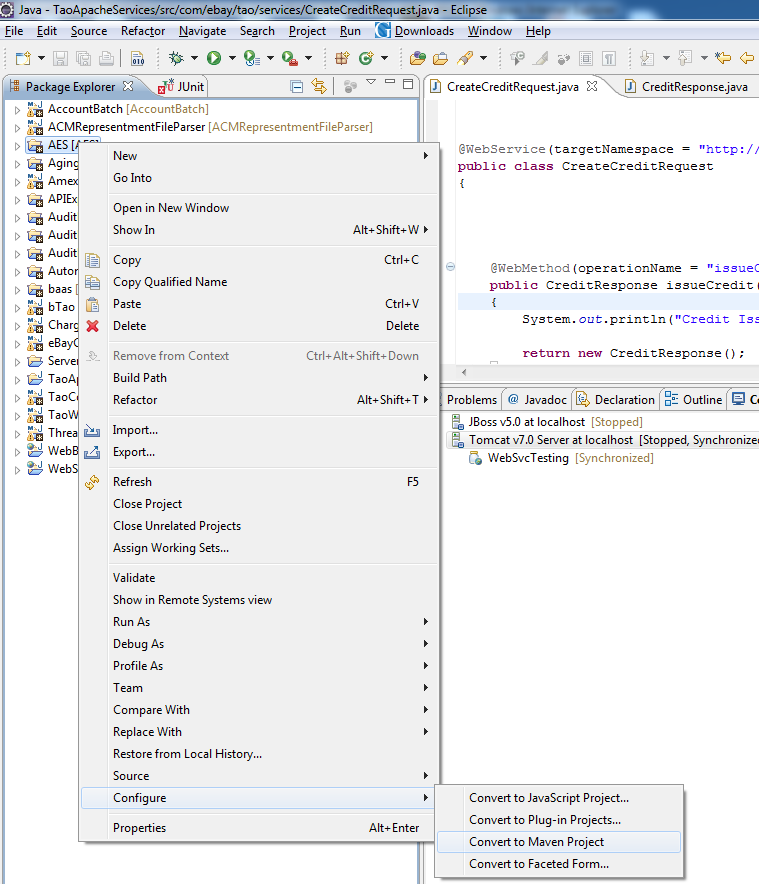 Java - TaoApacheServices/src/com/ebay/tao/services/CreateCreditRequest.java - Eclipse
File Edit Source Refactor Navigate Search Project Run Downloads Window Help
Package Explorer JUnit
CreateCreditRequest.java CreditResponse.java
AccountBatch [AccountBatch]
ACMRepresentmentFileParser [ACMRepresentmentFileParser]
AES [AES]
Aging
Amex
APIEx
Audit
Audit
Audit
Autor
baas [
bTao
Charg
eBayC
Server
TaoAp
TaoCo
TaoW
Threa
WebB
WebS
New
Go Into
Open in New Window
Show In Alt+Shift+W
Copy Ctrl+C
Copy Qualified Name
Paste Ctrl+V
Delete Delete
Remove from Context Ctrl+Alt+Shift+Down
Build Path
Refactor Alt+Shift+T
Import...
Export...
Refresh F5
Close Project
Close Unrelated Projects
Assign Working Sets...
Validate
Show in Remote Systems view
Run As
Debug As
Profile As
Team
Compare With
Replace With
Restore from Local History...
Source
Configure
Properties Alt+Enter
Convert to JavaScript Project...
Convert to Plug-in Projects...
Convert to Maven Project
Convert to Faceted Form...
@WebService(targetNamespace = "http://
public class CreateCreditRequest
{
@WebMethod(operationName = "issueC
public CreditResponse issueCredit(
{
System.out.println("Credit Iss
return new CreditResponse();
Problems @ Javadoc Declaration Outline Co
JBoss v5.0 at localhost [Stopped]
Tomcat v7.0 Server at localhost [Stopped, Synchronized
WebSvcTesting [Synchronized]